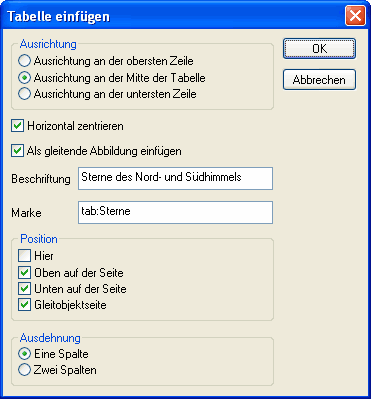 Tabelle einfügen
Ausrichtung
OK
Ausrichtung an der obersten Zeile
Ausrichtung an der Mitte der Tabelle
Abbrechen
Ausrichtung an der untersten Zeile
Horizontal zentrieren
Als gleitende Abbildung einfügen
Beschriftung Sterne des Nord- und Südhimmels
Marke tab:Sterne
Position
Hier
Oben auf der Seite
Unten auf der Seite
Gleitobjektseite
Ausdehnung
Eine Spalte
Zwei Spalten